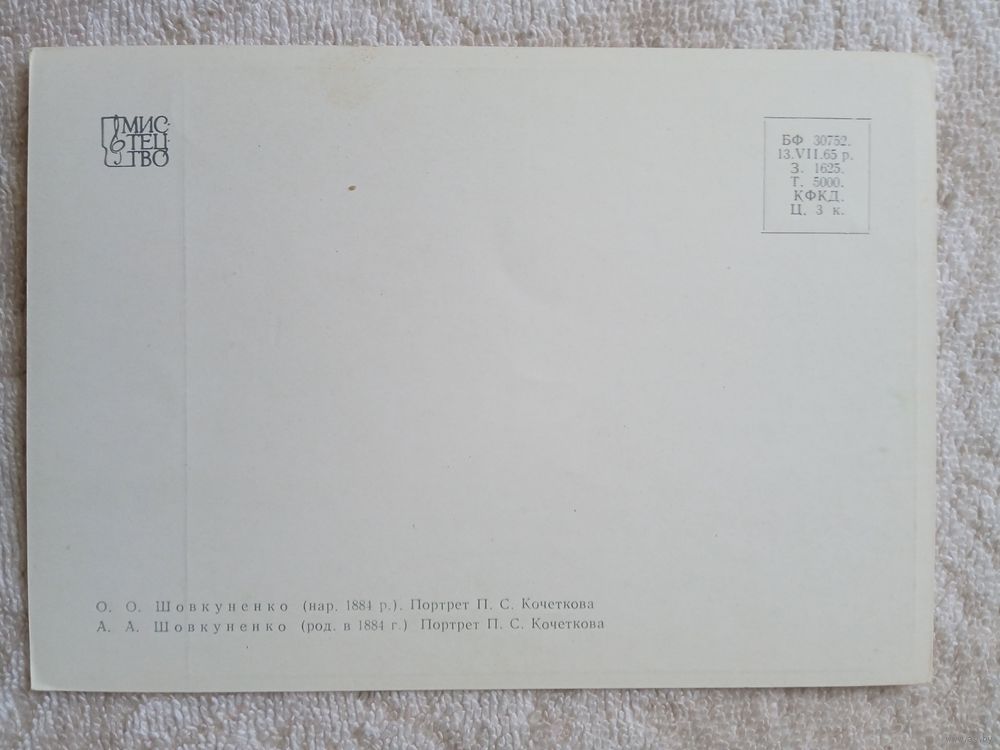 МИС-
ТЕЦ-
ТВО
БФ 30752.
13.VII.65 р.
З. 1625.
Т. 5000.
КФКД.
Ц. 3 к.
О. О. Шовкуненко (нар. 1884 р.). Портрет П. С. Кочеткова
А. А. Шовкуненко (род. в 1884 г.) Портрет П. С. Кочеткова